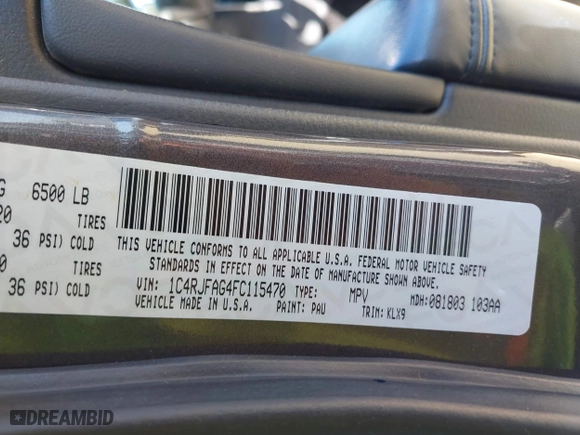 G 6500 LB
20 TIRES
36 PSI) COLD
0 TIRES
36 PSI) COLD
THIS VEHICLE CONFORMS TO ALL APPLICABLE U.S.A. FEDERAL MOTOR VEHICLE SAFETY
STANDARDS IN EFFECT ON THE DATE OF MANUFACTURE SHOWN ABOVE.
VIN: 1C4RJFAG4FC115470 TYPE: MPV MDH: 081803 103AA
VEHICLE MADE IN U.S.A. PAINT: PAU TRIM: KLX9
DREAMBID